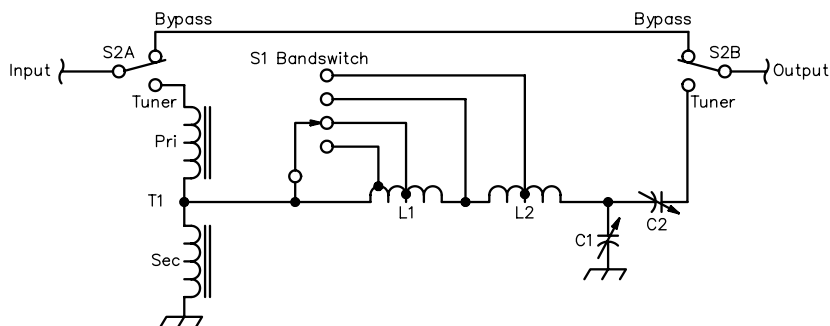 Bypass
Bypass
S2A
S2B
S1 Bandswitch
Input
Output
Tuner
Tuner
Pri
T1
L1
L2
C2
C1
Sec